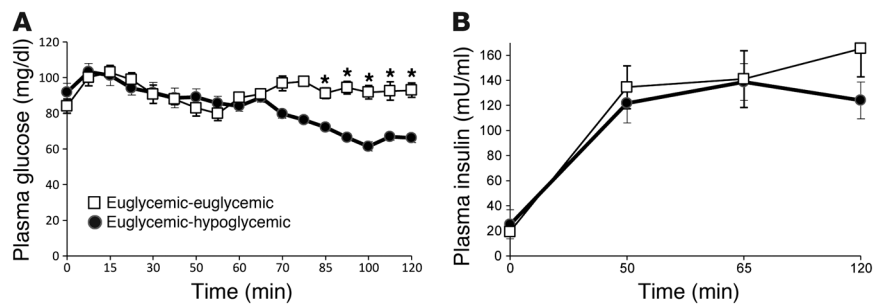 A
Plasma glucose (mg/dl)
120
100
80
60
40
20
0
* * * * *
Euglycemic-euglycemic
Euglycemic-hypoglycemic
0 15 30 50 60 70 85 100 120
Time (min)
B
Plasma insulin (mU/ml)
160
140
120
100
80
60
40
20
0
0 50 65 120
Time (min)